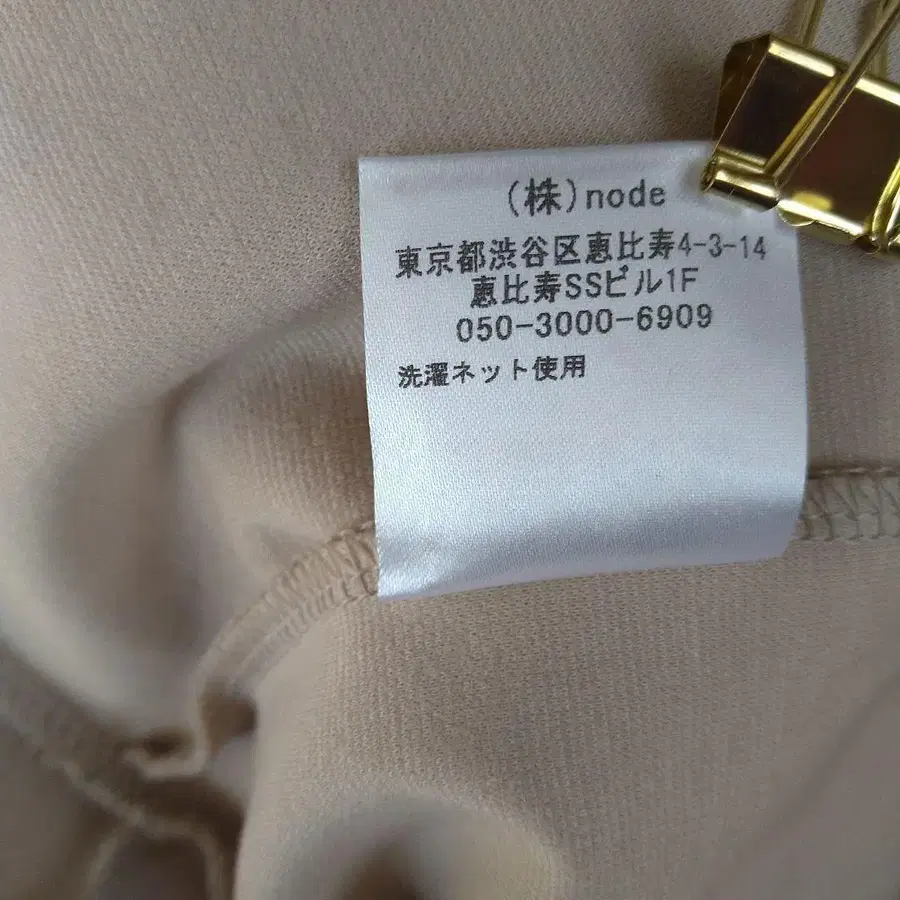 (株)node
東京都渋谷区恵比寿4-3-14
恵比寿SSビル1F
050-3000-6909
洗濯ネット使用